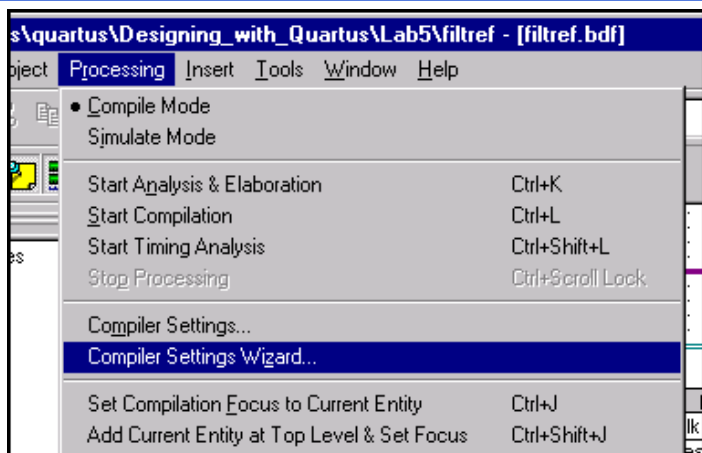 s\quartus\Designing_with_Quartus\Lab5\filtref - [filtref.bdf]
oject Processing Insert Tools Window Help
Compile Mode
Simulate Mode
Start Analysis & Elaboration Ctrl+K
Start Compilation Ctrl+L
Start Timing Analysis Ctrl+Shift+L
Stop Processing Ctrl+Scroll Lock
Compiler Settings...
Compiler Settings Wizard...
Set Compilation Focus to Current Entity Ctrl+J
Add Current Entity at Top Level & Set Focus Ctrl+Shift+J